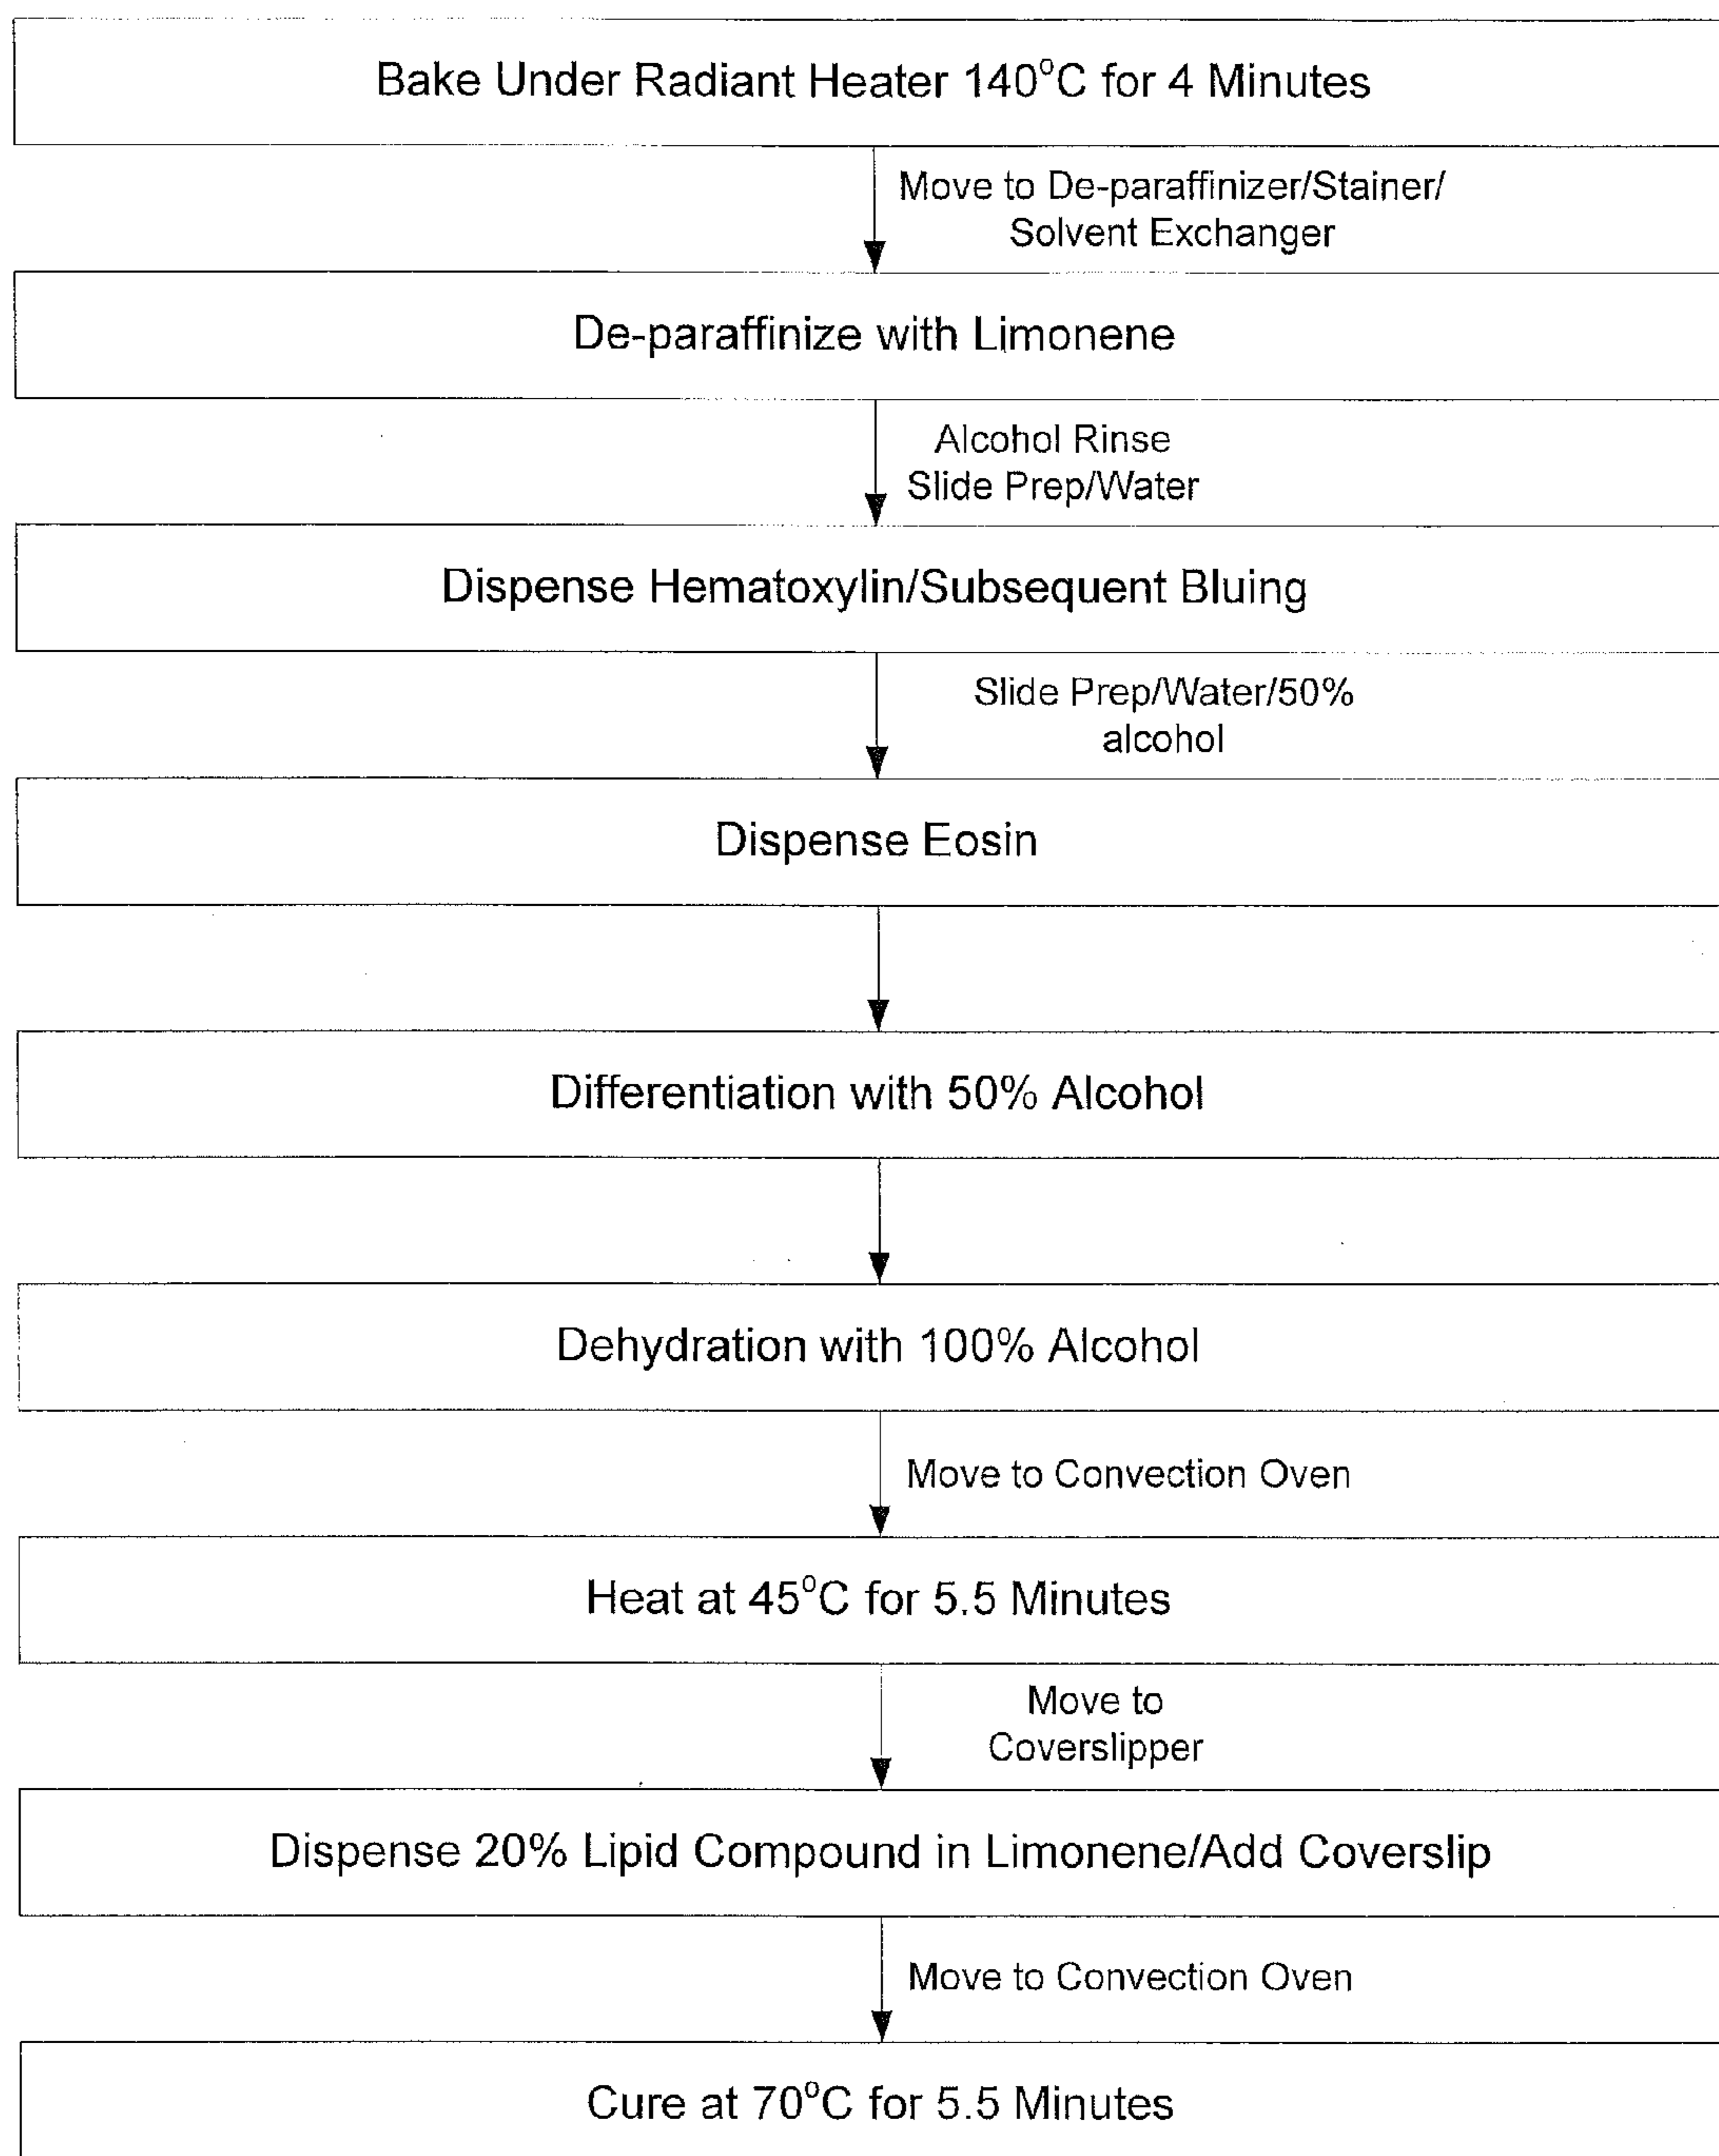 Bake Under Radiant Heater 140°C for 4 Minutes
Move to De-paraffinizer/Stainer/
Solvent Exchanger
De-paraffinize with Limonene
Alcohol Rinse
Slide Prep/Water
Dispense Hematoxylin/Subsequent Bluing
Slide Prep/Water/50%
alcohol
Dispense Eosin
Differentiation with 50% Alcohol
Dehydration with 100% Alcohol
Move to Convection Oven
Heat at 45°C for 5.5 Minutes
Move to
Coverslipper
Dispense 20% Lipid Compound in Limonene/Add Coverslip
Move to Convection Oven
Cure at 70°C for 5.5 Minutes